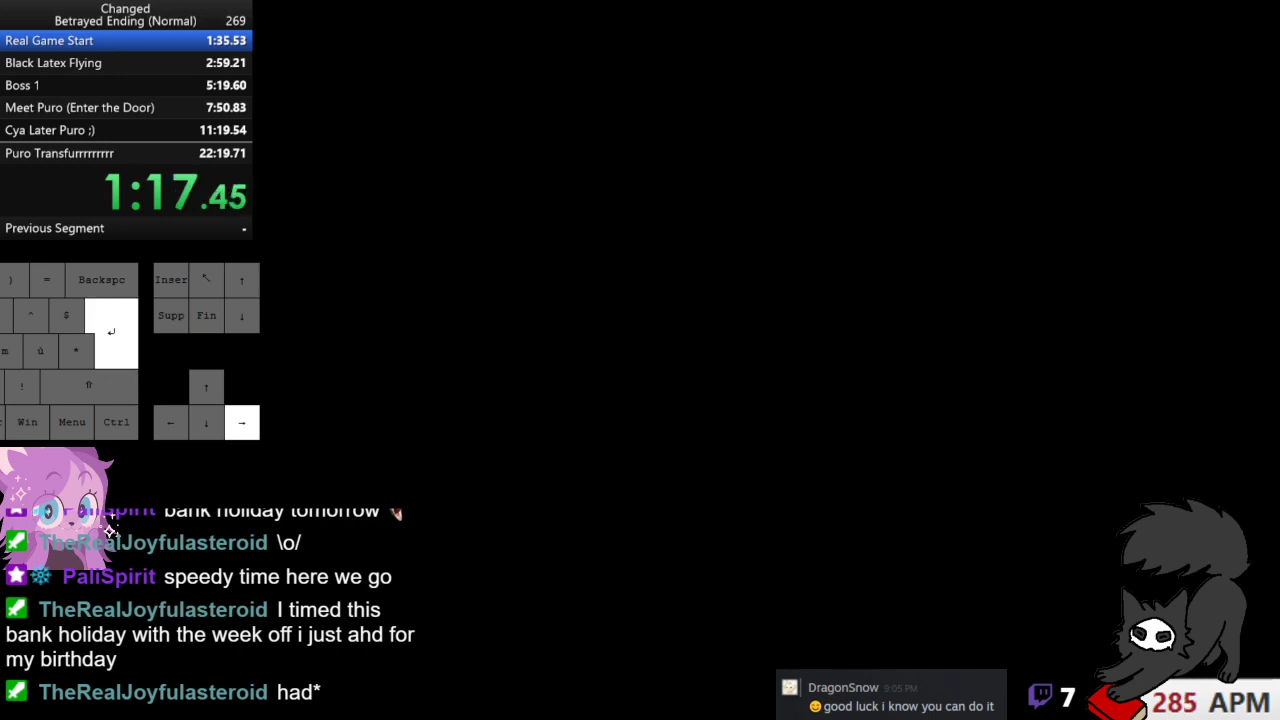 Changed
Betrayed Ending (Normal) 269
Real Game Start 1:35.53
Black Latex Flying 2:59.21
Boss 1 5:19.60
Meet Puro (Enter the Door) 7:50.83
Cya Later Puro ;) 11:19.54
Puro Transfurrrrrrrrr 22:19.71
1:17.45
Previous Segment -
) = Backspc Inser ↖ ↑
^ $ ↵ Supp Fin ↓
m ù *
! ⇧ ↑
Win Menu Ctrl ← ↓ →
PaliSpirit bank holiday tomorrow
TheRealJoyfulasteroid \o/
PaliSpirit speedy time here we go
TheRealJoyfulasteroid I timed this
bank holiday with the week off i just ahd for
my birthday
TheRealJoyfulasteroid had*
DragonSnow 9:05 PM
😊good luck i know you can do it
7
285 APM